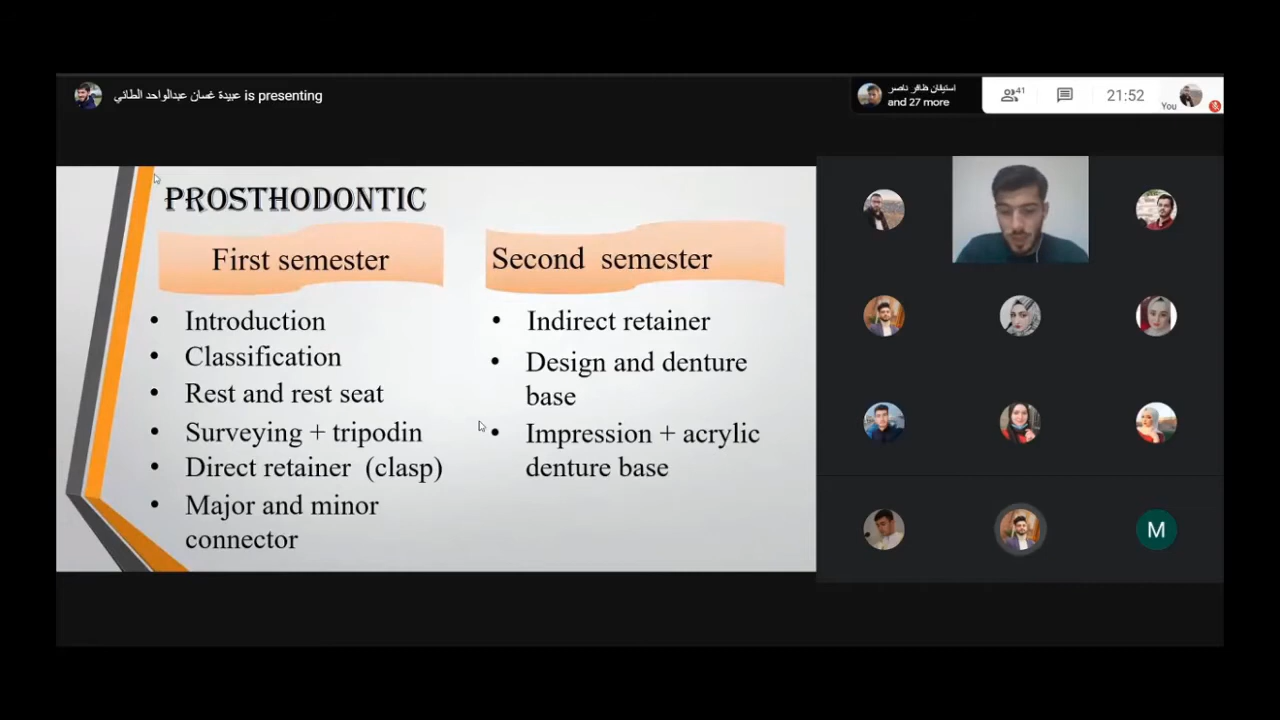 عبيدة غسان عبدالواحد الطائي is presenting
استيفان ظافر ناصر
and 27 more
41
21:52
You
PROSTHODONTIC
First semester
• Introduction
• Classification
• Rest and rest seat
• Surveying + tripodin
• Direct retainer (clasp)
• Major and minor
connector
Second semester
• Indirect retainer
• Design and denture
base
• Impression + acrylic
denture base
M